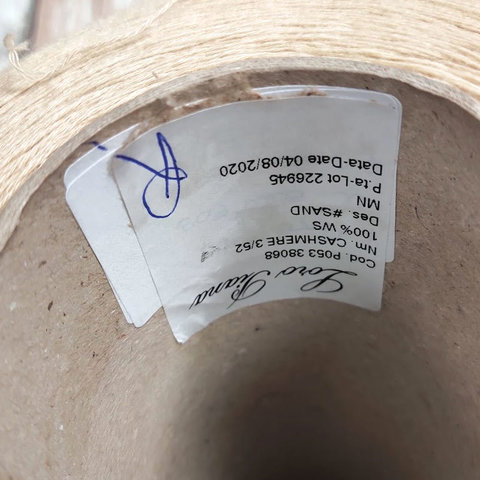 Loro Piana
Cod. P053 38068
Nm. CASHMERE 3/52
100% WS
Des. #SAND
MN
P.ta-Lot 226945
Data-Date 04/08/2020
R